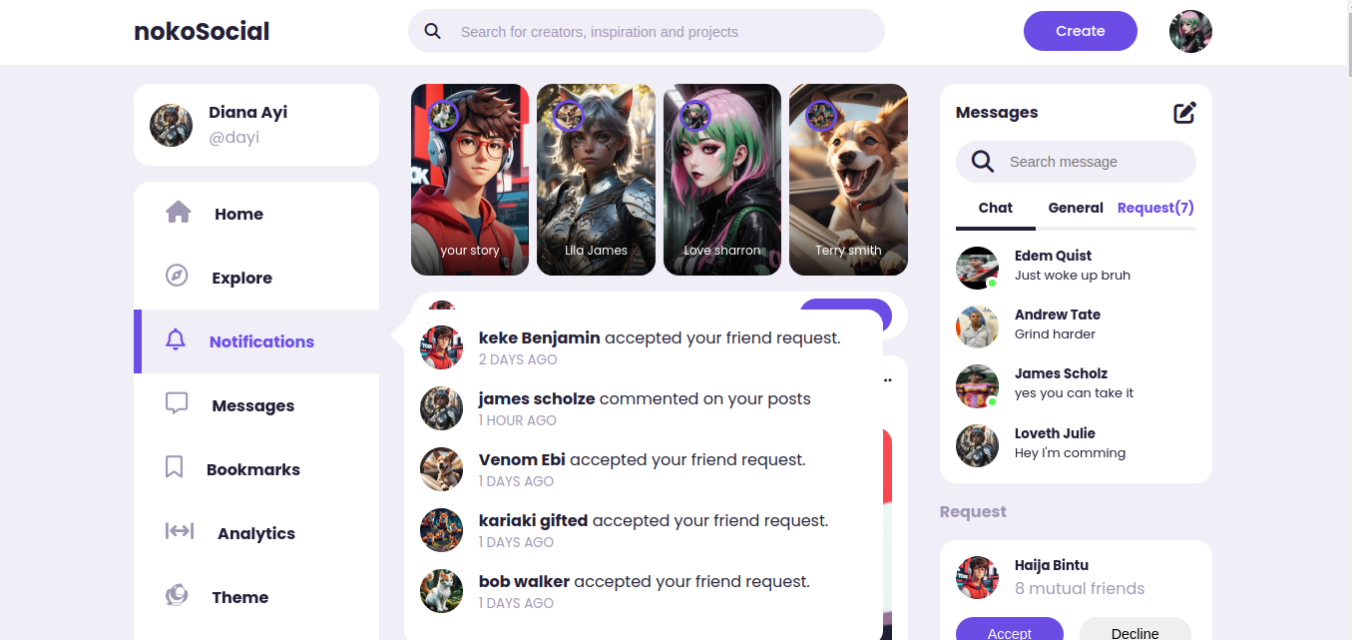 nokoSocial
Search for creators, inspiration and projects
Create
Diana Ayi
@dayi
Home
Explore
Notifications
Messages
Bookmarks
Analytics
Theme
your story
Lila James
Love sharron
Terry smith
keke Benjamin accepted your friend request.
2 DAYS AGO
james scholze commented on your posts
1 HOUR AGO
Venom Ebi accepted your friend request.
1 DAYS AGO
kariaki gifted accepted your friend request.
1 DAYS AGO
bob walker accepted your friend request.
1 DAYS AGO
Messages
Search message
Chat General Request(7)
Edem Quist
Just woke up bruh
Andrew Tate
Grind harder
James Scholz
yes you can take it
Loveth Julie
Hey I'm comming
Request
Haija Bintu
8 mutual friends
Accept Decline